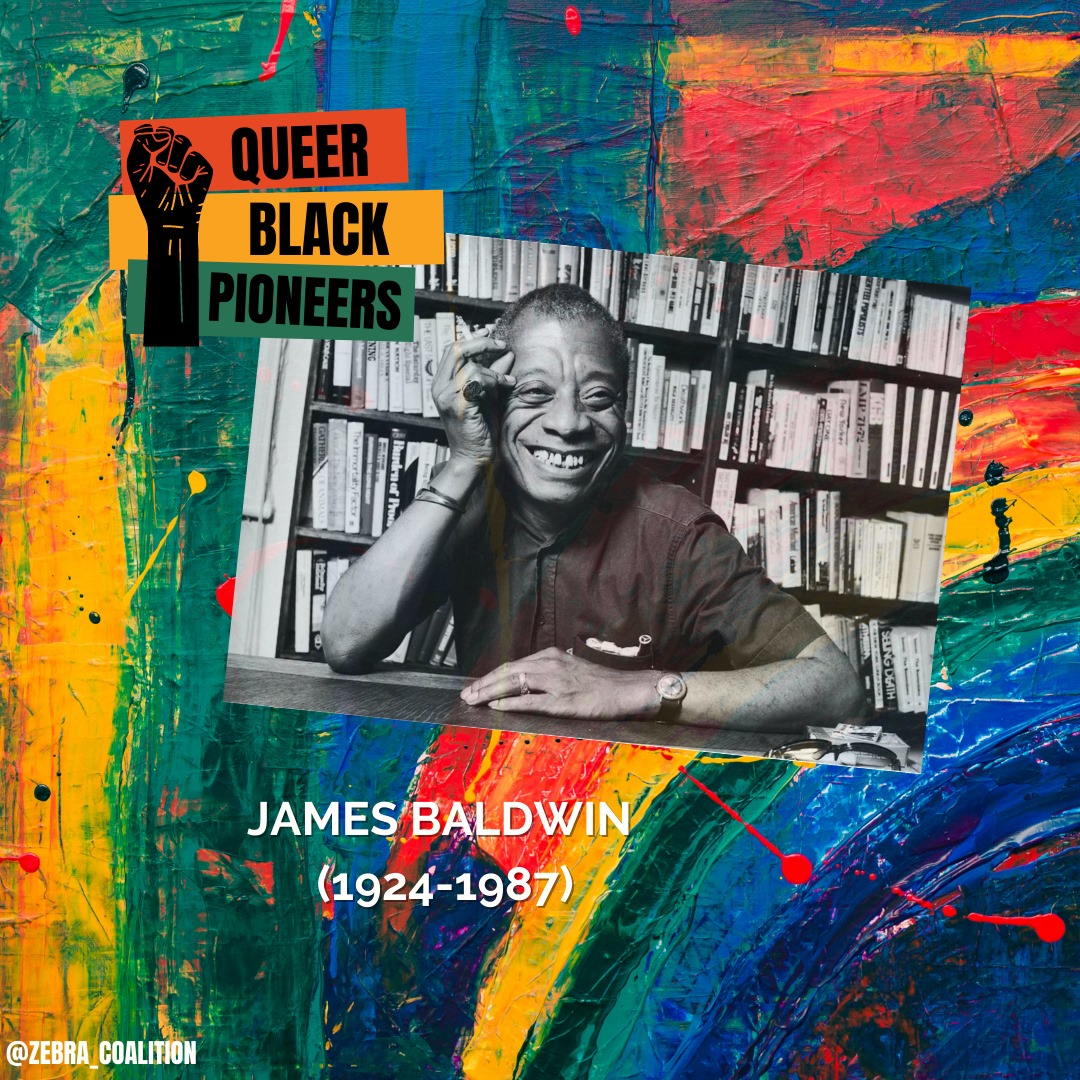 QUEER
BLACK
PIONEERS
JAMES BALDWIN
(1924-1987)
@ZEBRA_COALITION